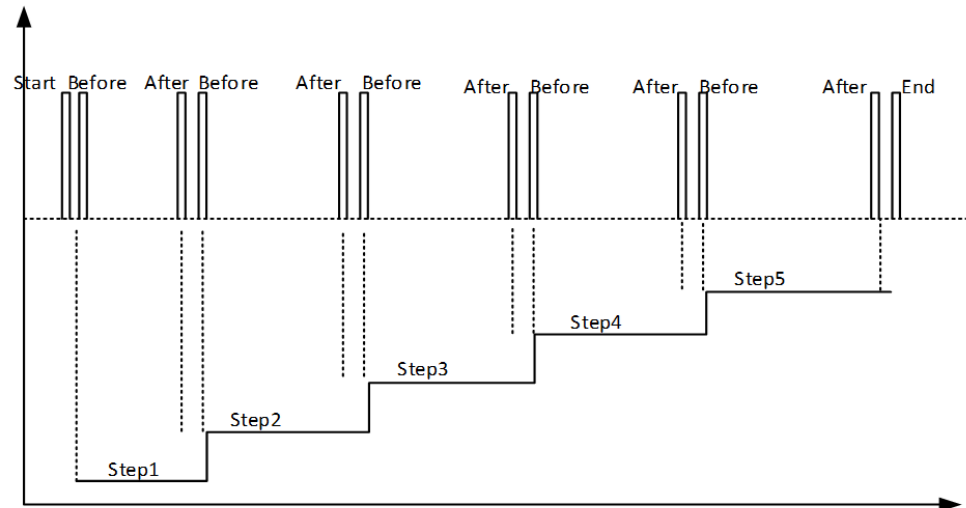 Start Before After Before After Before After Before After Before After End
Step5
Step4
Step3
Step2
Step1